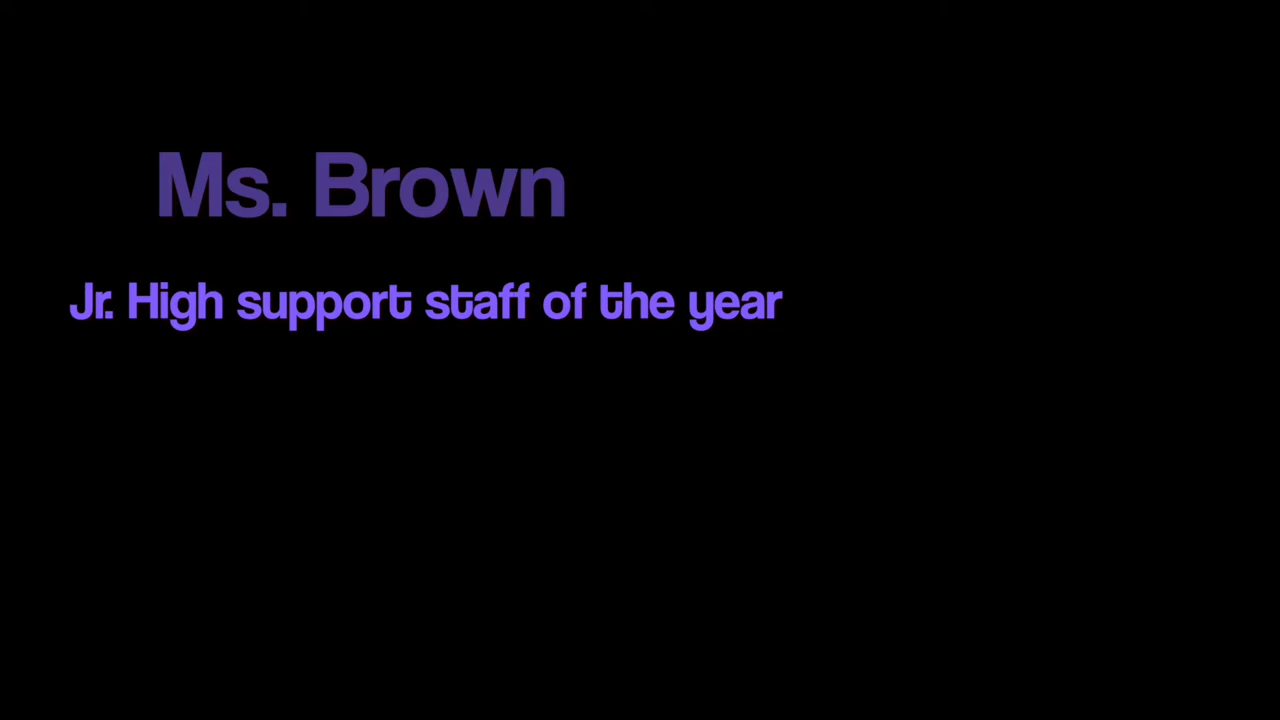 Ms. Brown
Jr. High support staff of the year